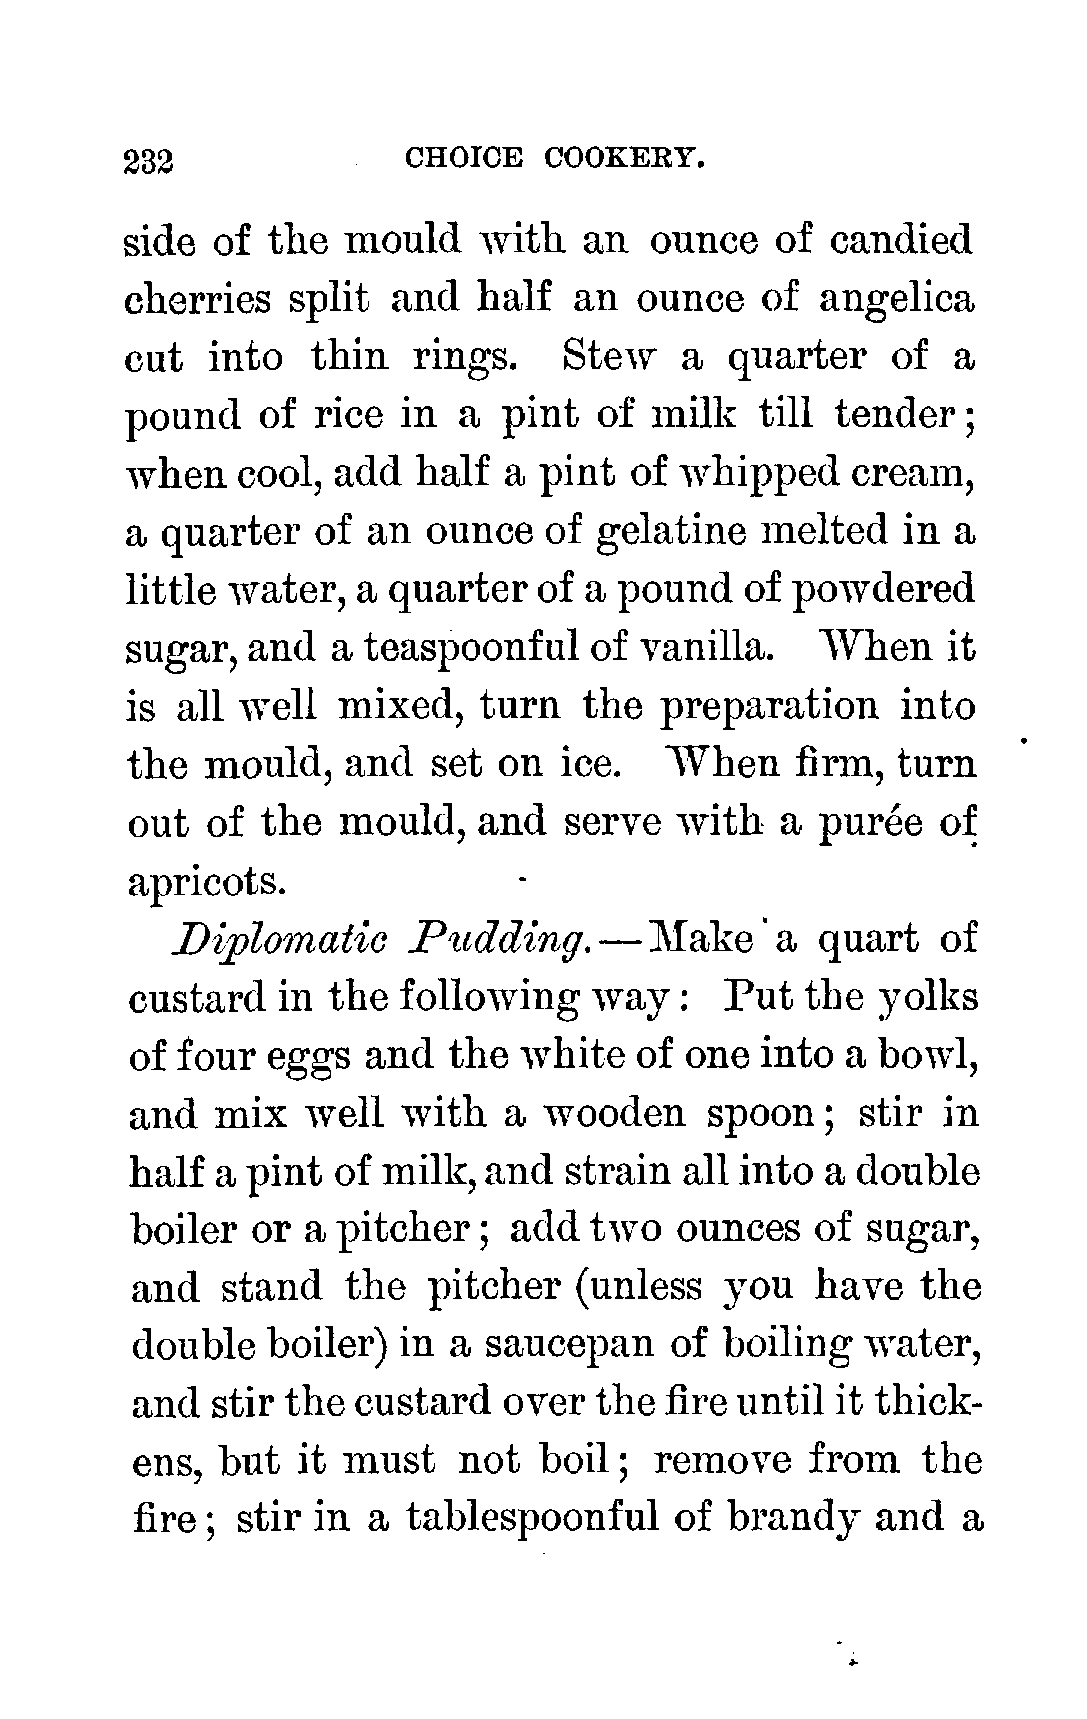 232 CHOICE COOKERY.
side of the mould with an ounce of candied
cherries split and half an ounce of angelica
cut into thin rings. Stew a quarter of a
pound of rice in a pint of milk till tender;
when cool, add half a pint of whipped cream,
a quarter of an ounce of gelatine melted in a
little water, a quarter of a pound of powdered
sugar, and a teaspoonful of vanilla. When it
is all well mixed, turn the preparation into
the mould, and set on ice. When firm, turn
out of the mould, and serve with a purée of
apricots.
Diplomatic Pudding.—Make a quart of
custard in the following way: Put the yolks
of four eggs and the white of one into a bowl,
and mix well with a wooden spoon; stir in
half a pint of milk, and strain all into a double
boiler or a pitcher; add two ounces of sugar,
and stand the pitcher (unless you have the
double boiler) in a saucepan of boiling water,
and stir the custard over the fire until it thick-
ens, but it must not boil; remove from the
fire; stir in a tablespoonful of brandy and a